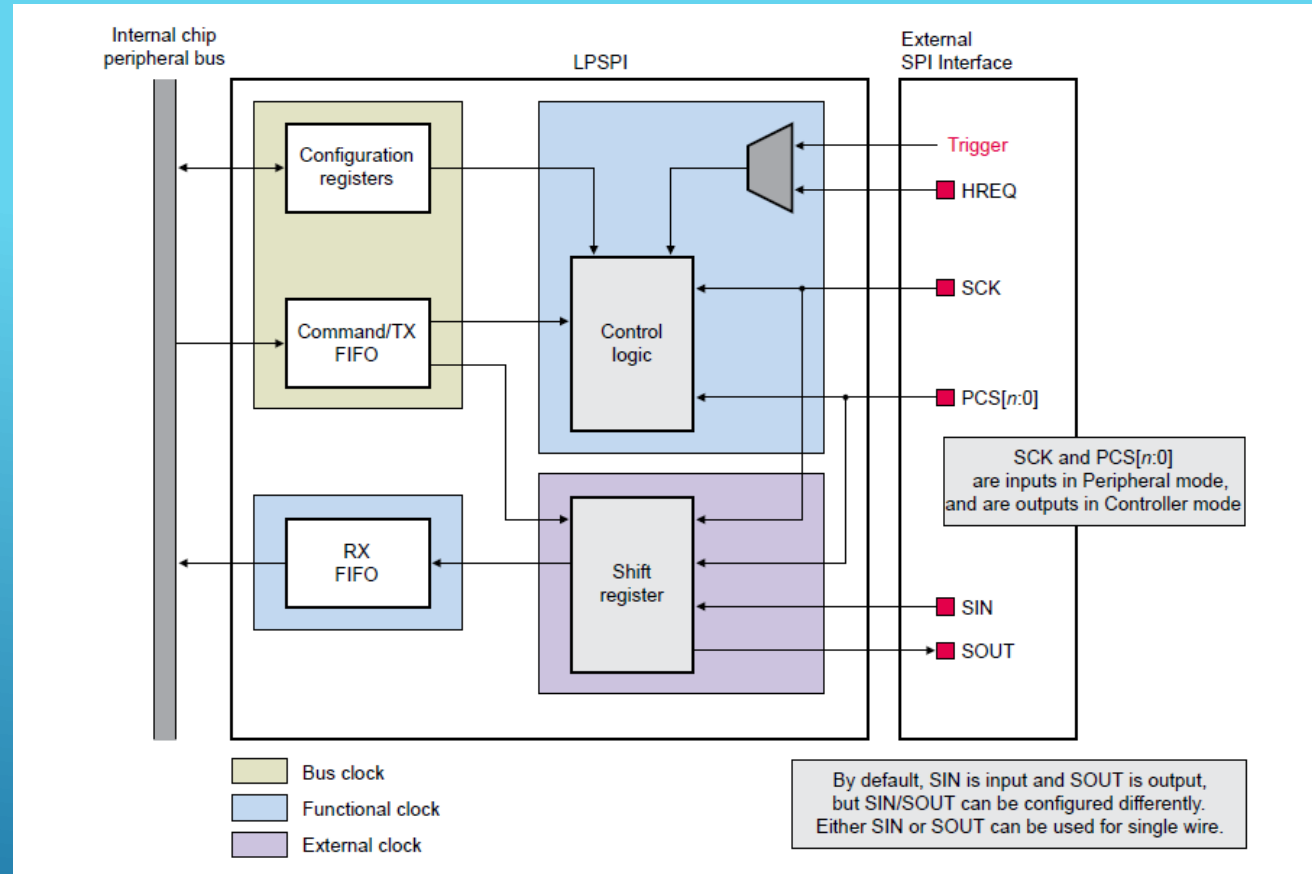 Internal chip
peripheral bus
LPSPI
External
SPI Interface
Configuration
registers
Trigger
HREQ
Command/TX
FIFO
Control
logic
SCK
PCS[n:0]
SCK and PCS[n:0]
are inputs in Peripheral mode,
and are outputs in Controller mode
RX
FIFO
Shift
register
SIN
SOUT
Bus clock
Functional clock
External clock
By default, SIN is input and SOUT is output,
but SIN/SOUT can be configured differently.
Either SIN or SOUT can be used for single wire.